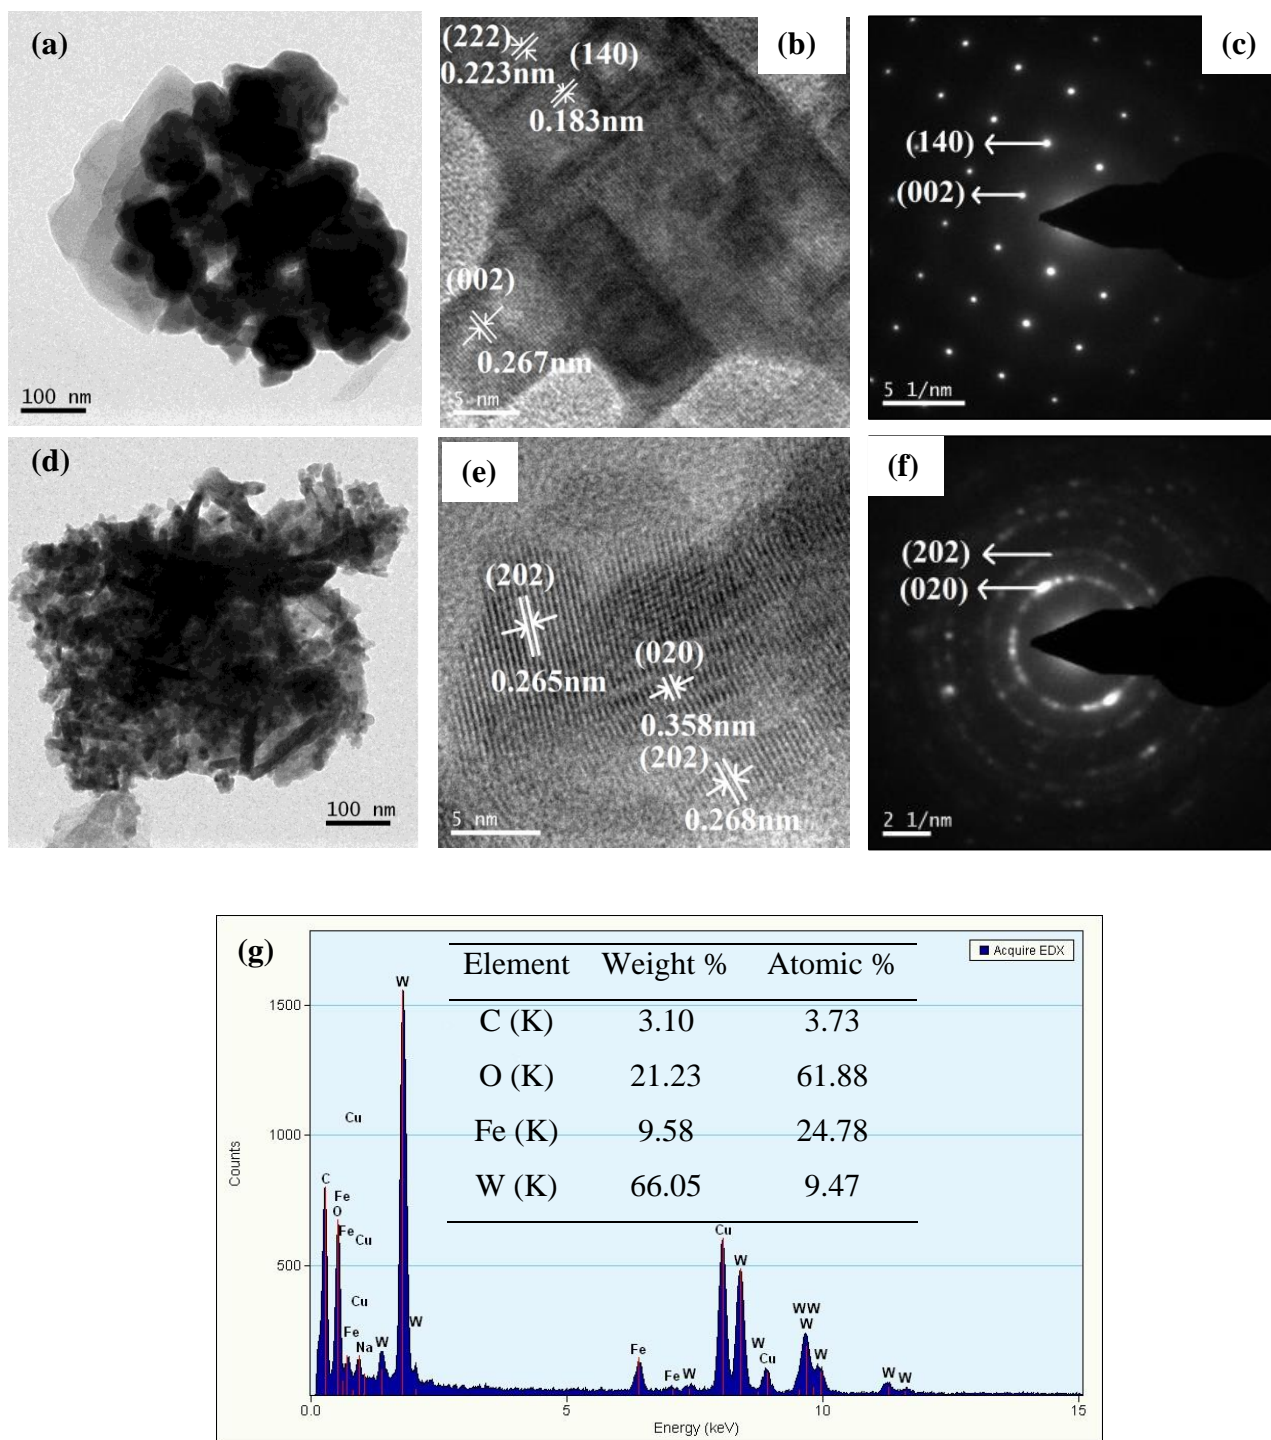 (a)
100 nm
(b)
(222)
(140)
0.223nm
0.183nm
(002)
0.267nm
5 nm
(c)
(140)
(002)
5 1/nm
(d)
100 nm
(e)
(202)
0.265nm
(020)
0.358nm
(202)
0.268nm
5 nm
(f)
(202)
(020)
2 1/nm
(g)
Acquire EDX
Element Weight % Atomic %
C (K) 3.10 3.73
O (K) 21.23 61.88
Fe (K) 9.58 24.78
W (K) 66.05 9.47
Counts
1500
1000
500
W
Cu
C
Fe
O
Fe
Cu
Cu
Fe
Na
W
W
Fe
Fe
W
Cu
W
W
Cu
W W
W
W
W
W
0.0 5 10 15
Energy (keV)